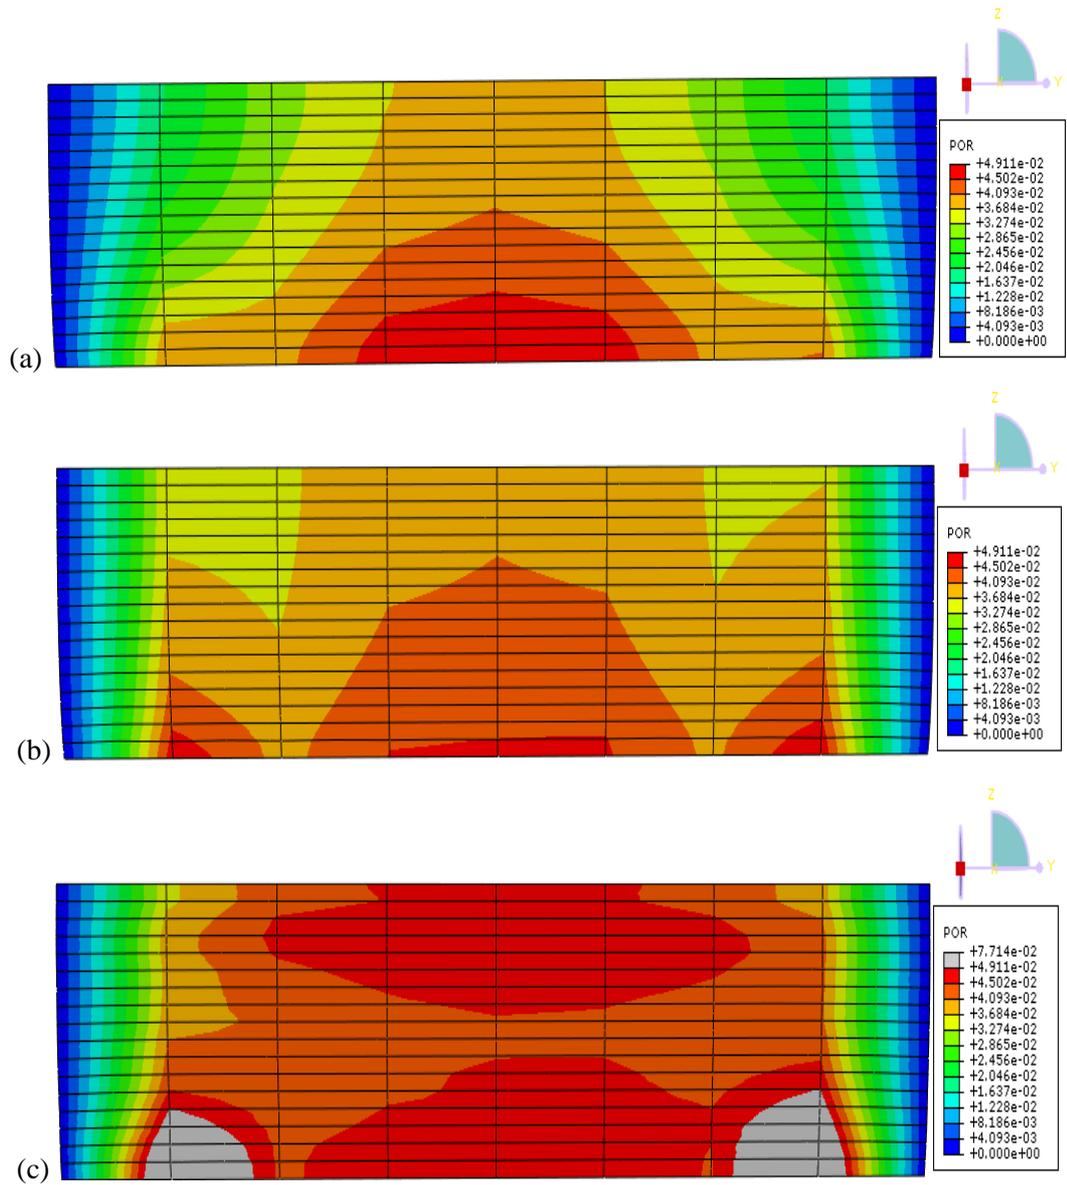 Z
Y
X
POR
+4.911e-02
+4.502e-02
+4.093e-02
+3.684e-02
+3.274e-02
+2.865e-02
+2.456e-02
+2.046e-02
+1.637e-02
+1.228e-02
+8.186e-03
+4.093e-03
+0.000e+00
(a)
Z
Y
X
POR
+4.911e-02
+4.502e-02
+4.093e-02
+3.684e-02
+3.274e-02
+2.865e-02
+2.456e-02
+2.046e-02
+1.637e-02
+1.228e-02
+8.186e-03
+4.093e-03
+0.000e+00
(b)
Z
Y
X
POR
+7.714e-02
+4.911e-02
+4.502e-02
+4.093e-02
+3.684e-02
+3.274e-02
+2.865e-02
+2.456e-02
+2.046e-02
+1.637e-02
+1.228e-02
+8.186e-03
+4.093e-03
+0.000e+00
(c)